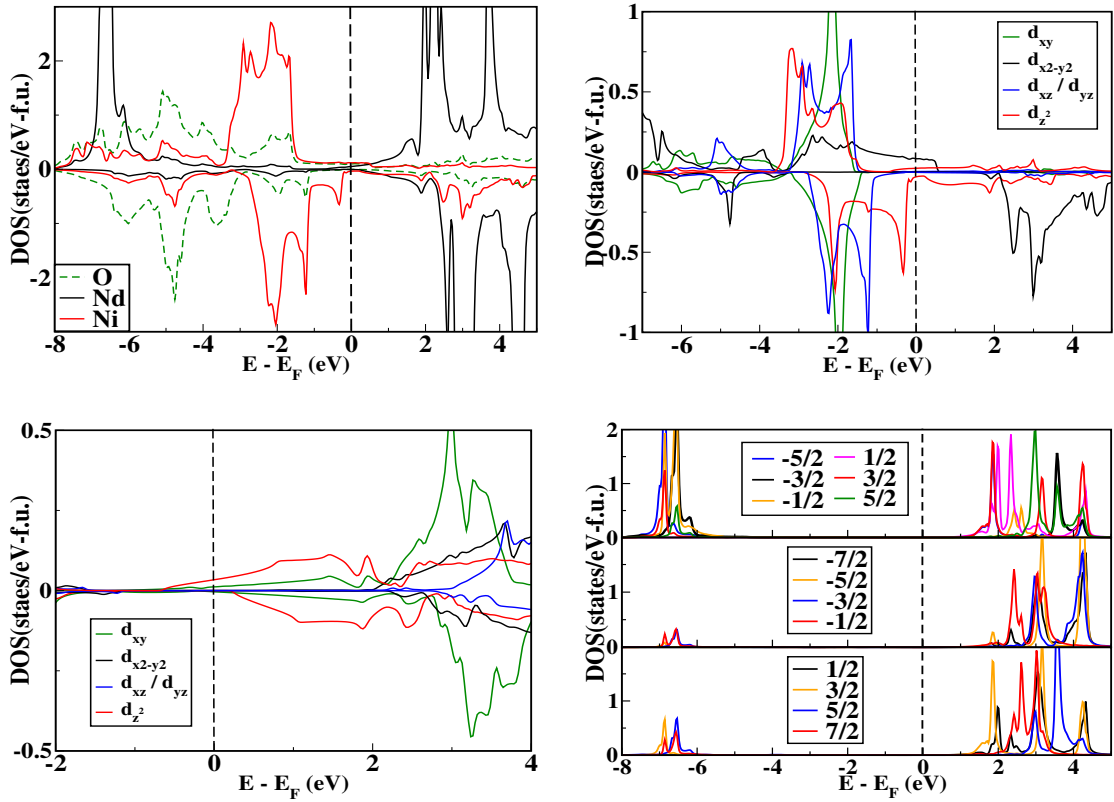 2
0
-2
DOS(staes/eV-f.u.)
O
Nd
Ni
-8 -6 -4 -2 0 2 4
E - E_F (eV)
1
0.5
0
-0.5
-1
DOS(staes/eV-f.u.)
d_xy
d_x2-y2
d_xz / d_yz
d_z²
-6 -4 -2 0 2 4
E - E_F (eV)
0.5
0
-0.5
DOS(staes/eV-f.u.)
d_xy
d_x2-y2
d_xz / d_yz
d_z²
-2 0 2 4
E - E_F (eV)
DOS(states/eV-f.u.)
2
1
0
-5/2 1/2
-3/2 3/2
-1/2 5/2
1
0
-7/2
-5/2
-3/2
-1/2
1
0
1/2
3/2
5/2
7/2
-8 -6 -4 -2 0 2 4
E - E_F (eV)